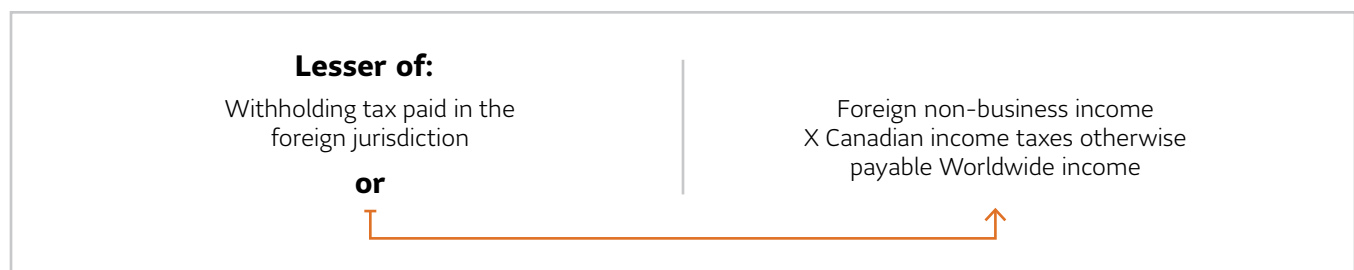 Lesser of:
Withholding tax paid in the
foreign jurisdiction
or
Foreign non-business income
X Canadian income taxes otherwise
payable Worldwide income